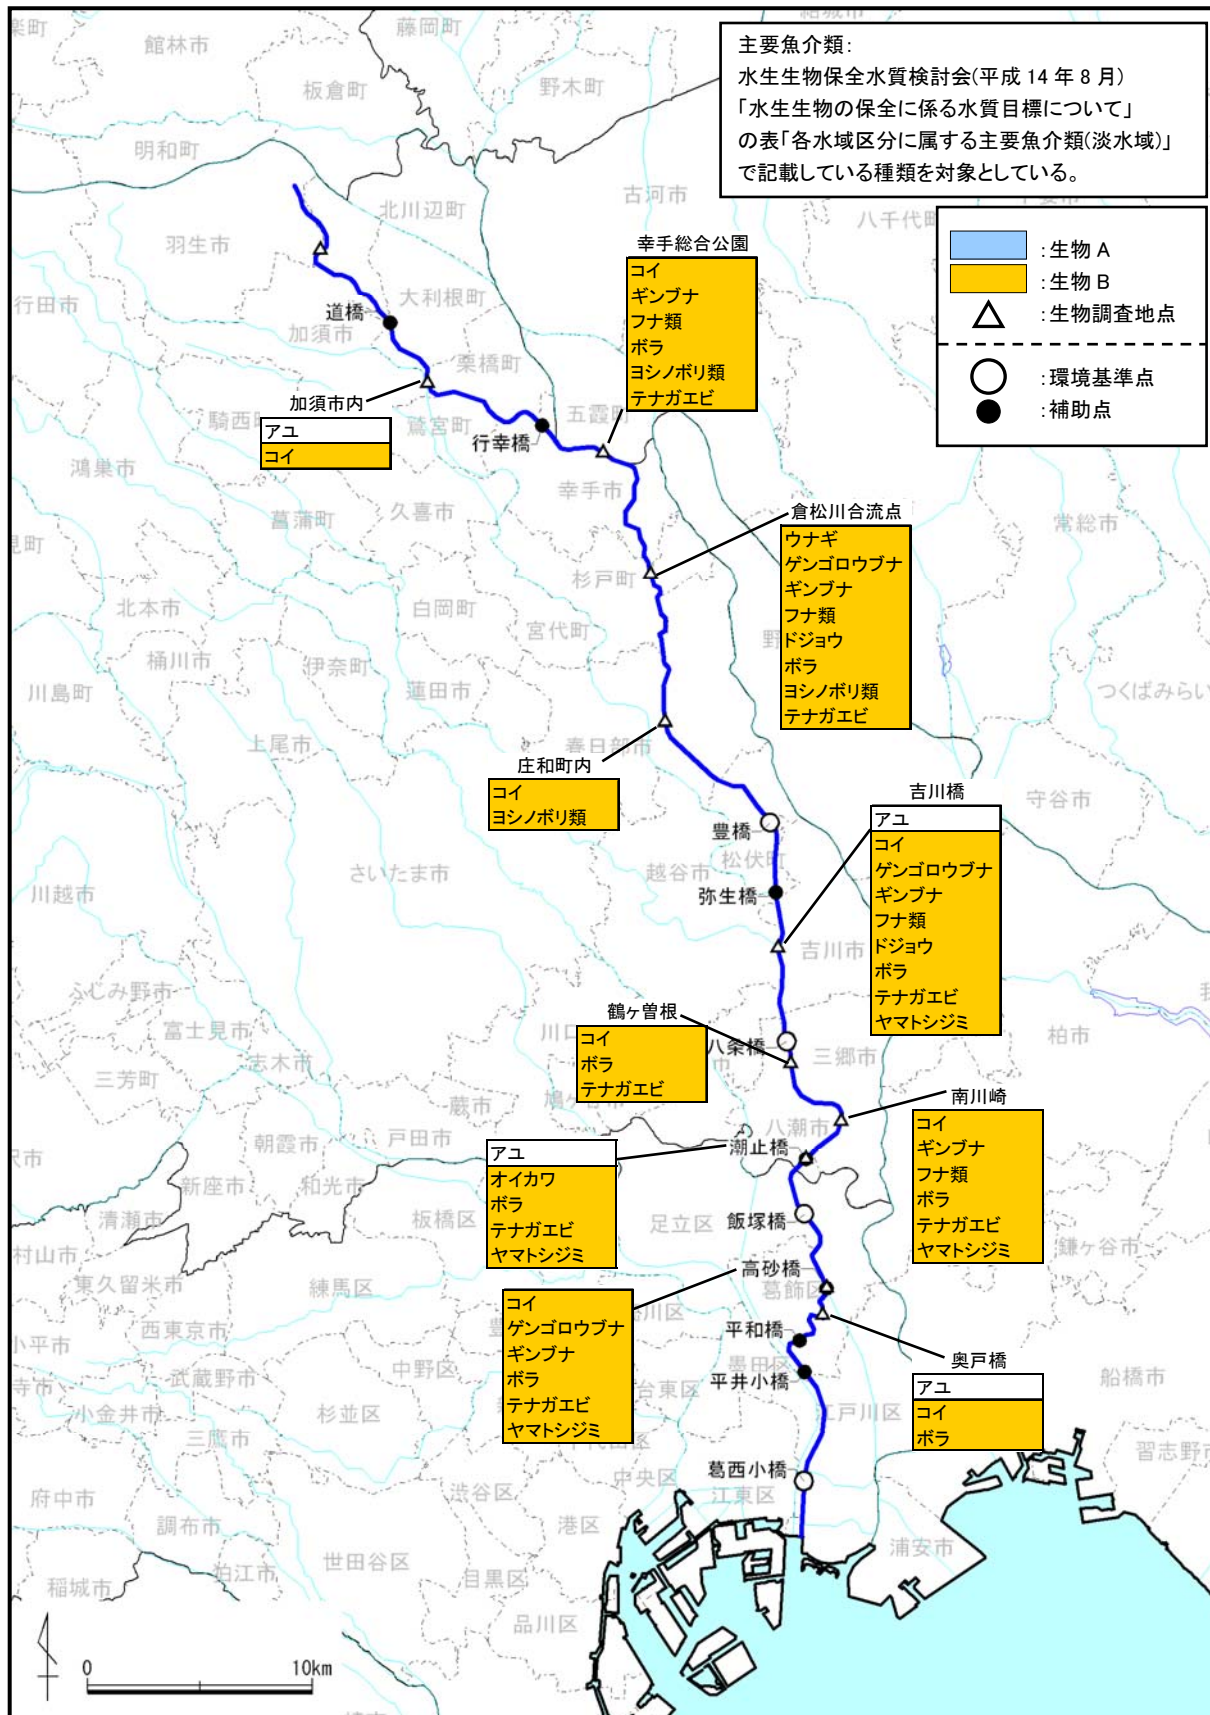 楽町
館林市
藤岡町
板倉町
野木町
明和町
古河市
八千代町
羽生市
北川辺町
行田市
大利根町
加須市
栗橋町
騎西町
鷲宮町
五霞町
鴻巣市
菖蒲町
久喜市
幸手市
常総市
見町
北本市
白岡町
杉戸町
宮代町
桶川市
伊奈町
蓮田市
川島町
上尾市
春日部市
つくばみらい
守谷市
川越市
さいたま市
越谷市
松伏町
吉川市
ふじみ野市
富士見市
志木市
川口
三郷市
柏市
三芳町
蕨市
鳩ヶ谷市
八潮市
朝霞市
戸田市
新座市
和光市
清瀬市
板橋区
足立区
村山市
東久留米市
練馬区
葛飾区
鎌ヶ谷市
小平市
西東京市
武蔵野市
中野区
墨田区
台東区
船橋市
小金井市
杉並区
三鷹市
江戸川区
習志野市
府中市
渋谷区
中央区
江東区
調布市
港区
世田谷区
目黒区
浦安市
稲城市
狛江市
品川区
主要魚介類:
水生生物保全水質検討会(平成 14 年 8 月)
「水生生物の保全に係る水質目標について」
の表「各水域区分に属する主要魚介類(淡水域)」
で記載している種類を対象としている。
:生物 A
:生物 B
:生物調査地点
:環境基準点
:補助点
道橋
加須市内
アユ
コイ
行幸橋
幸手総合公園
コイ
ギンブナ
フナ類
ボラ
ヨシノボリ類
テナガエビ
倉松川合流点
ウナギ
ゲンゴロウブナ
ギンブナ
フナ類
ドジョウ
ボラ
ヨシノボリ類
テナガエビ
庄和町内
コイ
ヨシノボリ類
豊橋
弥生橋
吉川橋
アユ
コイ
ゲンゴロウブナ
ギンブナ
フナ類
ドジョウ
ボラ
テナガエビ
ヤマトシジミ
鶴ヶ曽根
コイ
ボラ
テナガエビ
八条橋
南川崎
コイ
ギンブナ
フナ類
ボラ
テナガエビ
ヤマトシジミ
潮止橋
アユ
オイカワ
ボラ
テナガエビ
ヤマトシジミ
飯塚橋
高砂橋
コイ
ゲンゴロウブナ
ギンブナ
ボラ
テナガエビ
ヤマトシジミ
平和橋
平井小橋
奥戸橋
アユ
コイ
ボラ
葛西小橋
0
10km